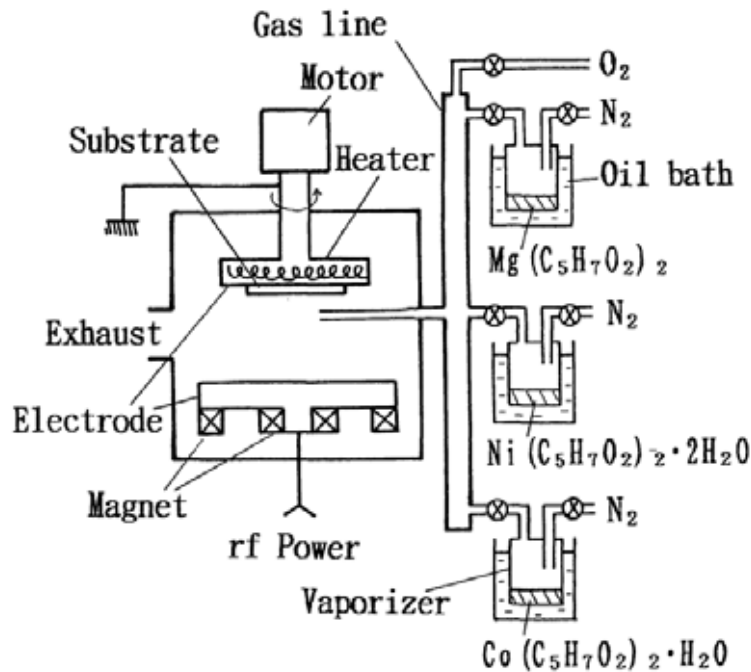 Gas line
O₂
Motor
N₂
Substrate
Heater
Oil bath
Mg(C₅H₇O₂)₂
Exhaust
N₂
Electrode
Ni(C₅H₇O₂)₂·2H₂O
Magnet
N₂
rf Power
Vaporizer
Co(C₅H₇O₂)₂·H₂O